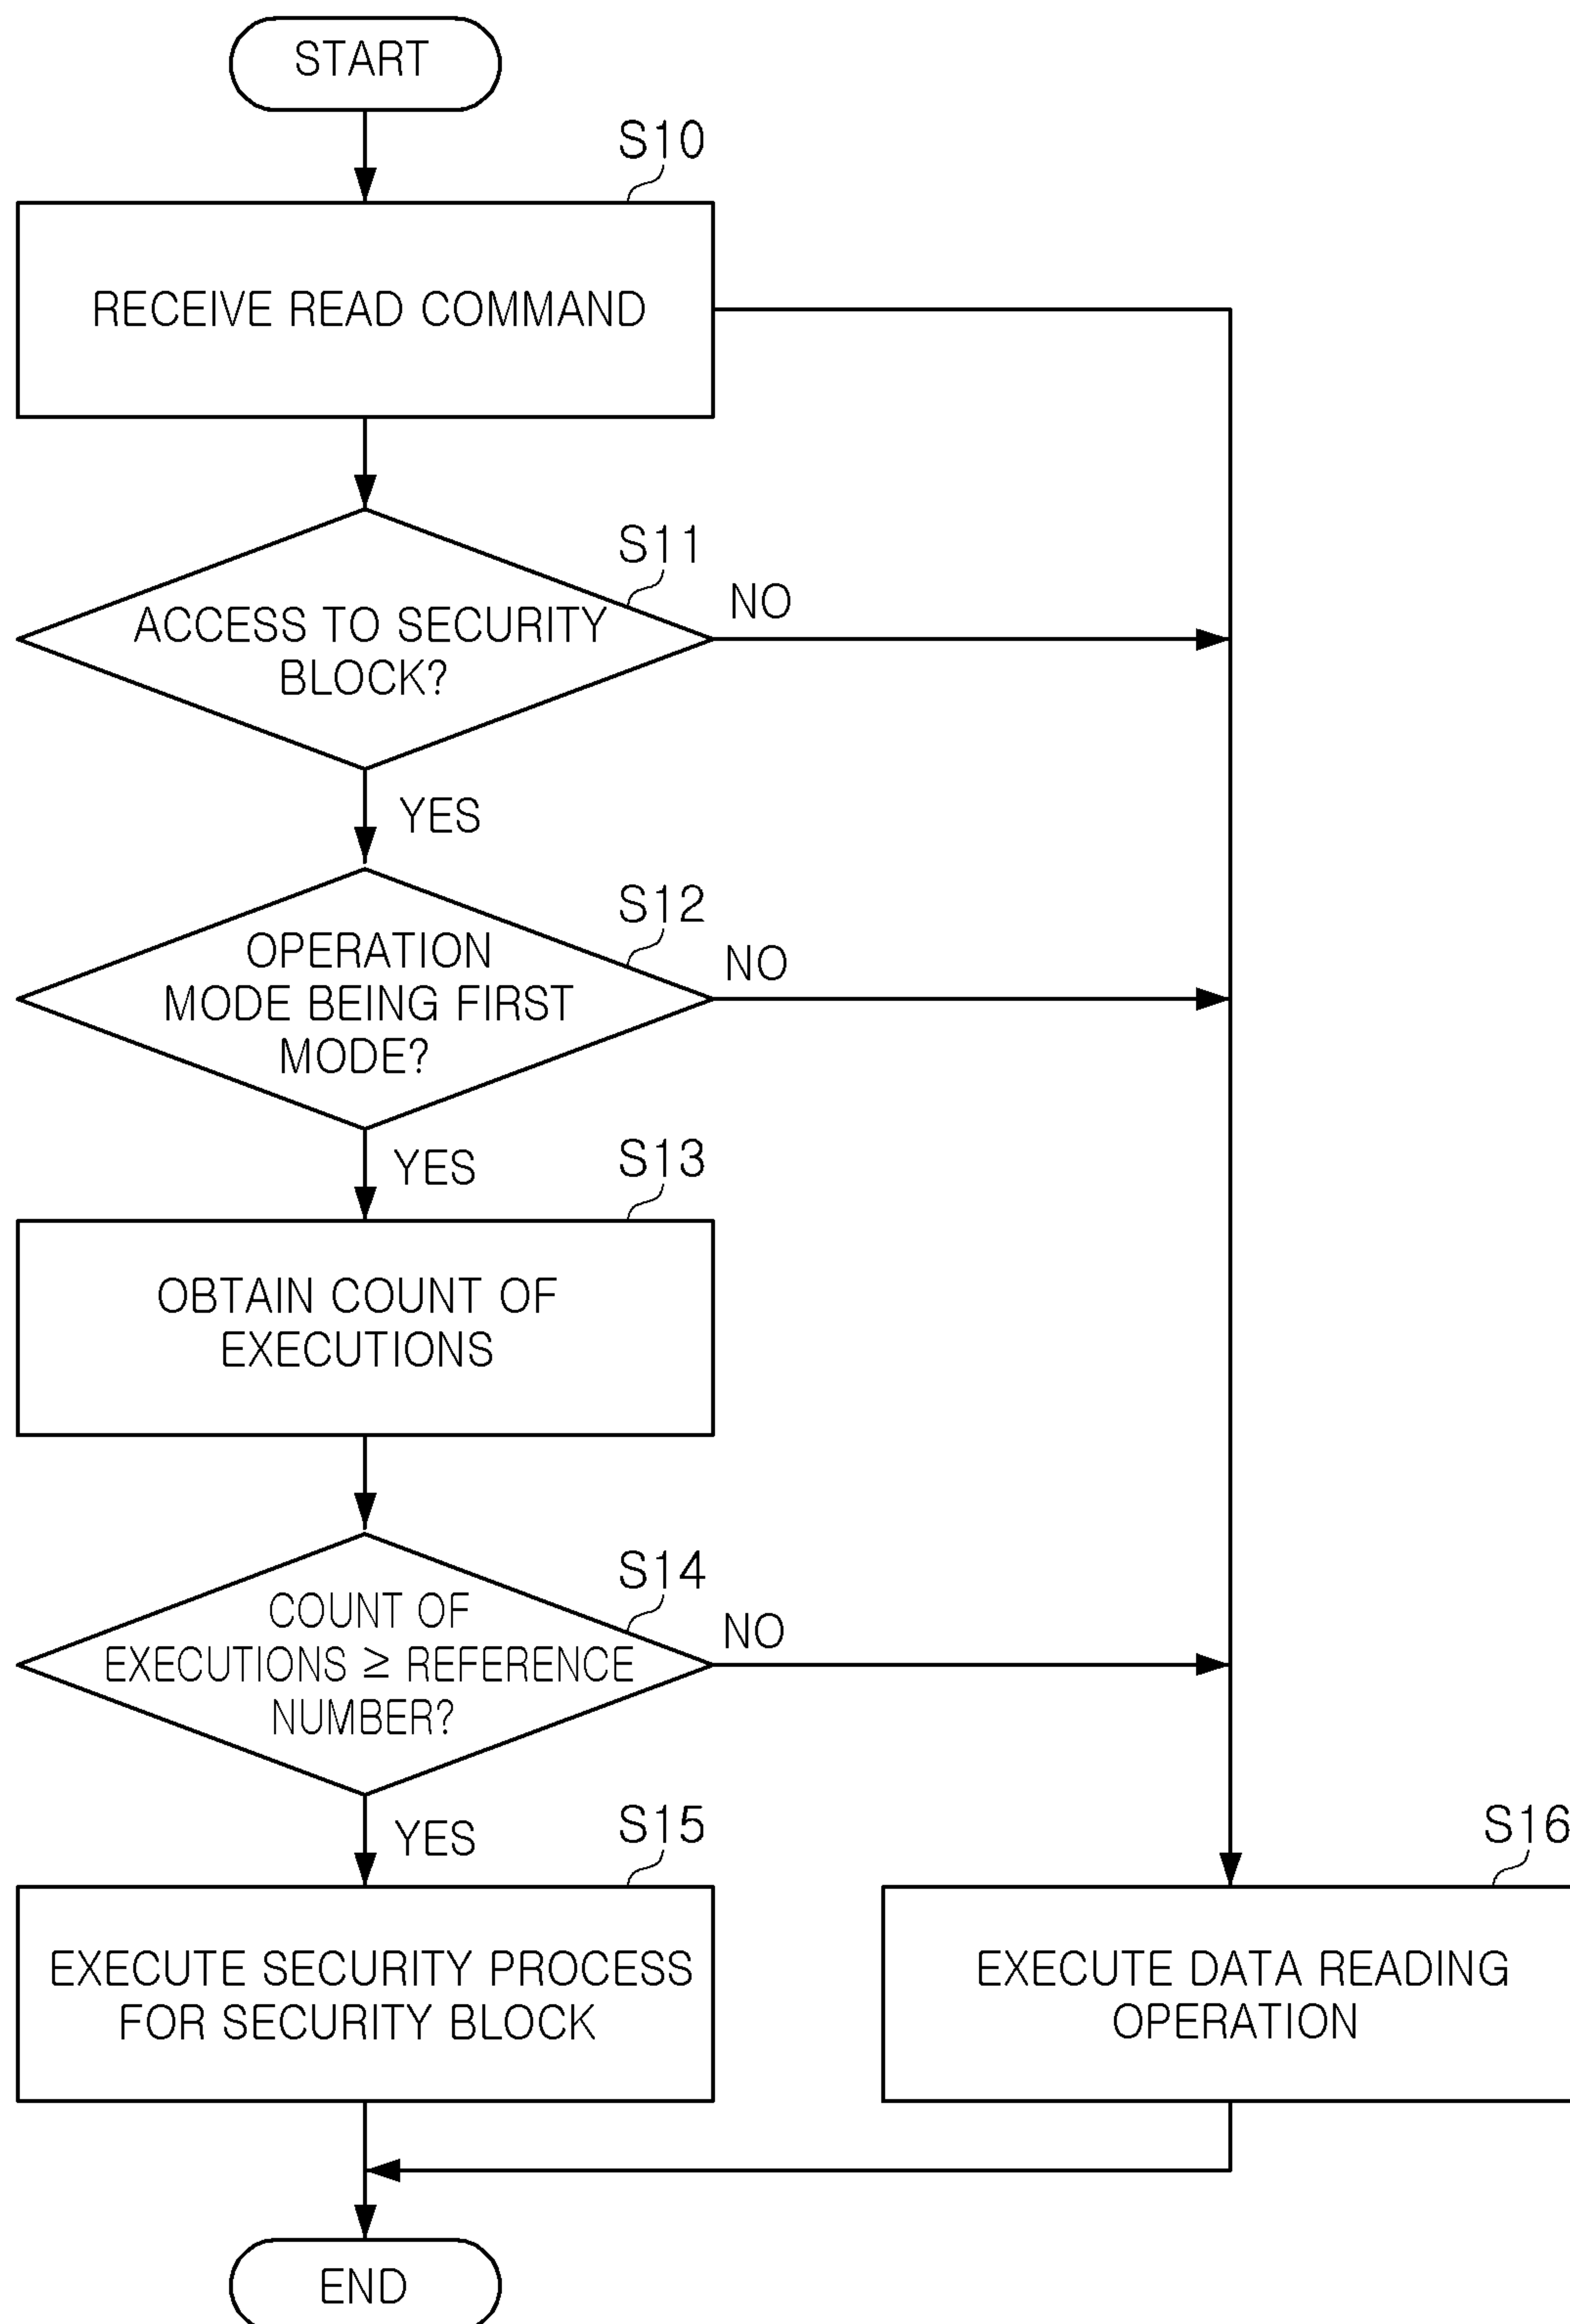 START
S10
RECEIVE READ COMMAND
S11
ACCESS TO SECURITY
BLOCK?
NO
YES
S12
OPERATION
MODE BEING FIRST
MODE?
NO
YES
S13
OBTAIN COUNT OF
EXECUTIONS
S14
COUNT OF
EXECUTIONS ≥ REFERENCE
NUMBER?
NO
YES
S15
EXECUTE SECURITY PROCESS
FOR SECURITY BLOCK
S16
EXECUTE DATA READING
OPERATION
END